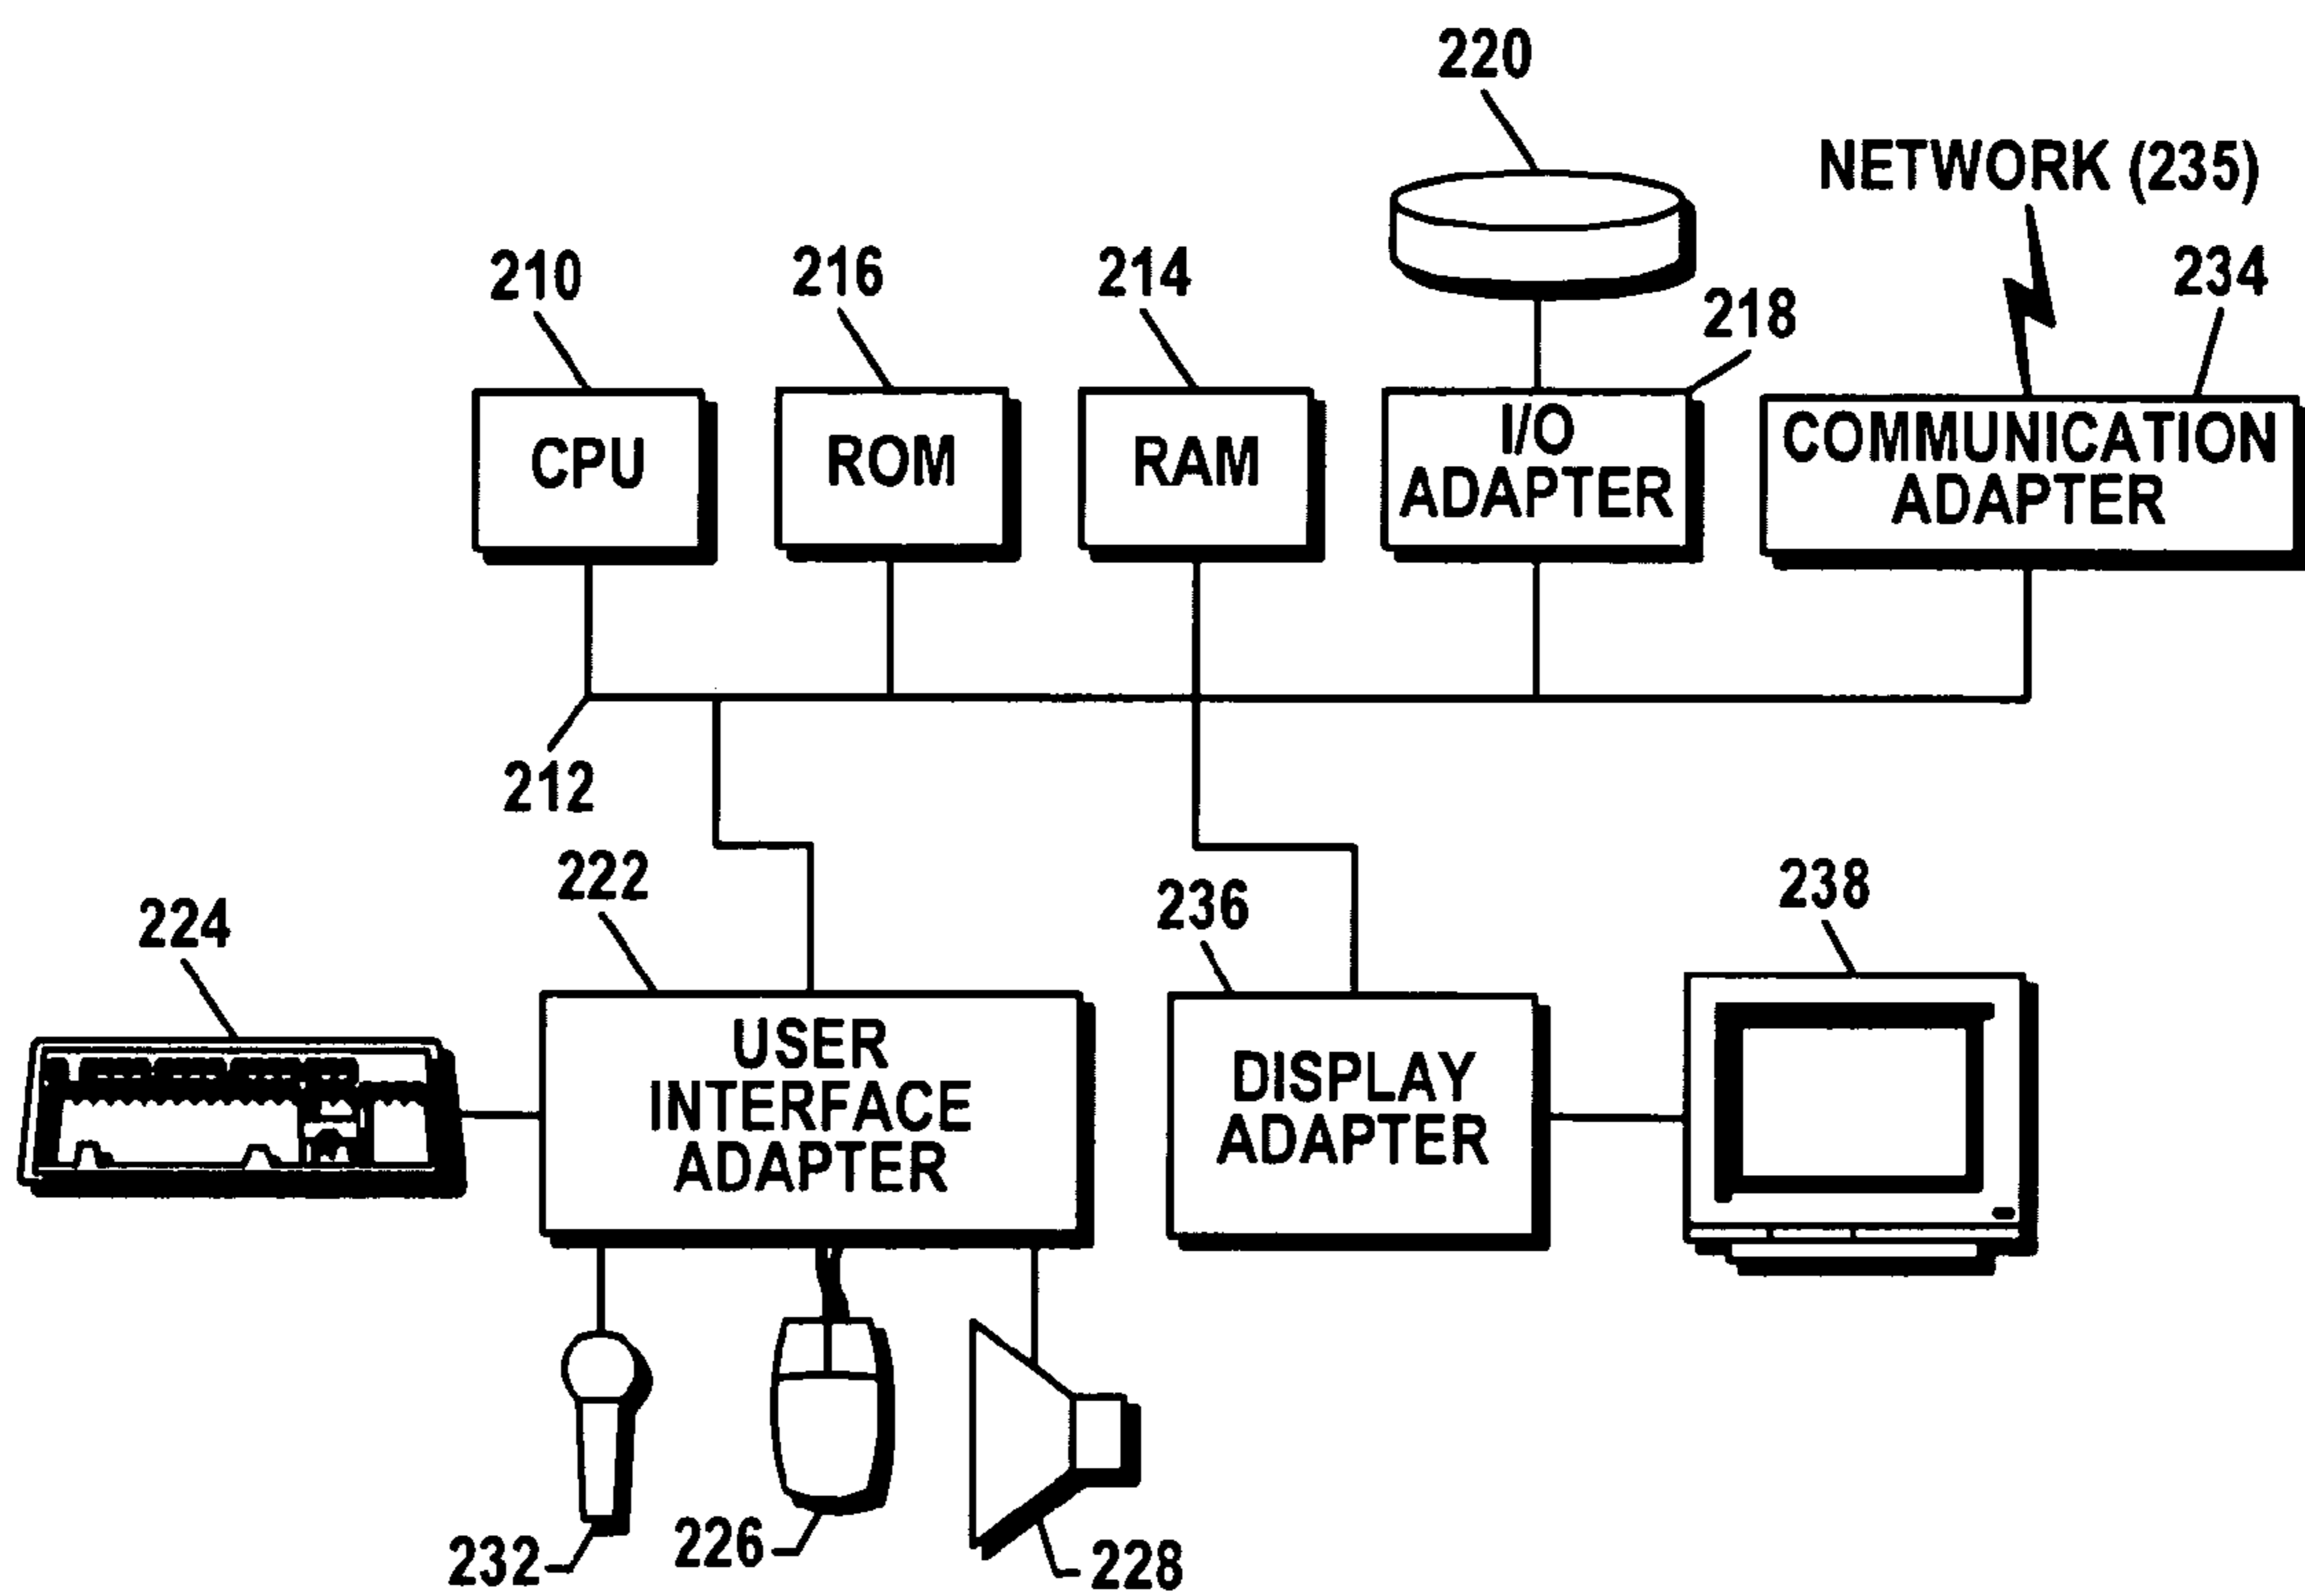 220
NETWORK (235)
210
216
214
218
234
CPU
ROM
RAM
I/O
ADAPTER
COMMUNICATION
ADAPTER
212
222
236
238
224
USER
INTERFACE
ADAPTER
DISPLAY
ADAPTER
232
226
228